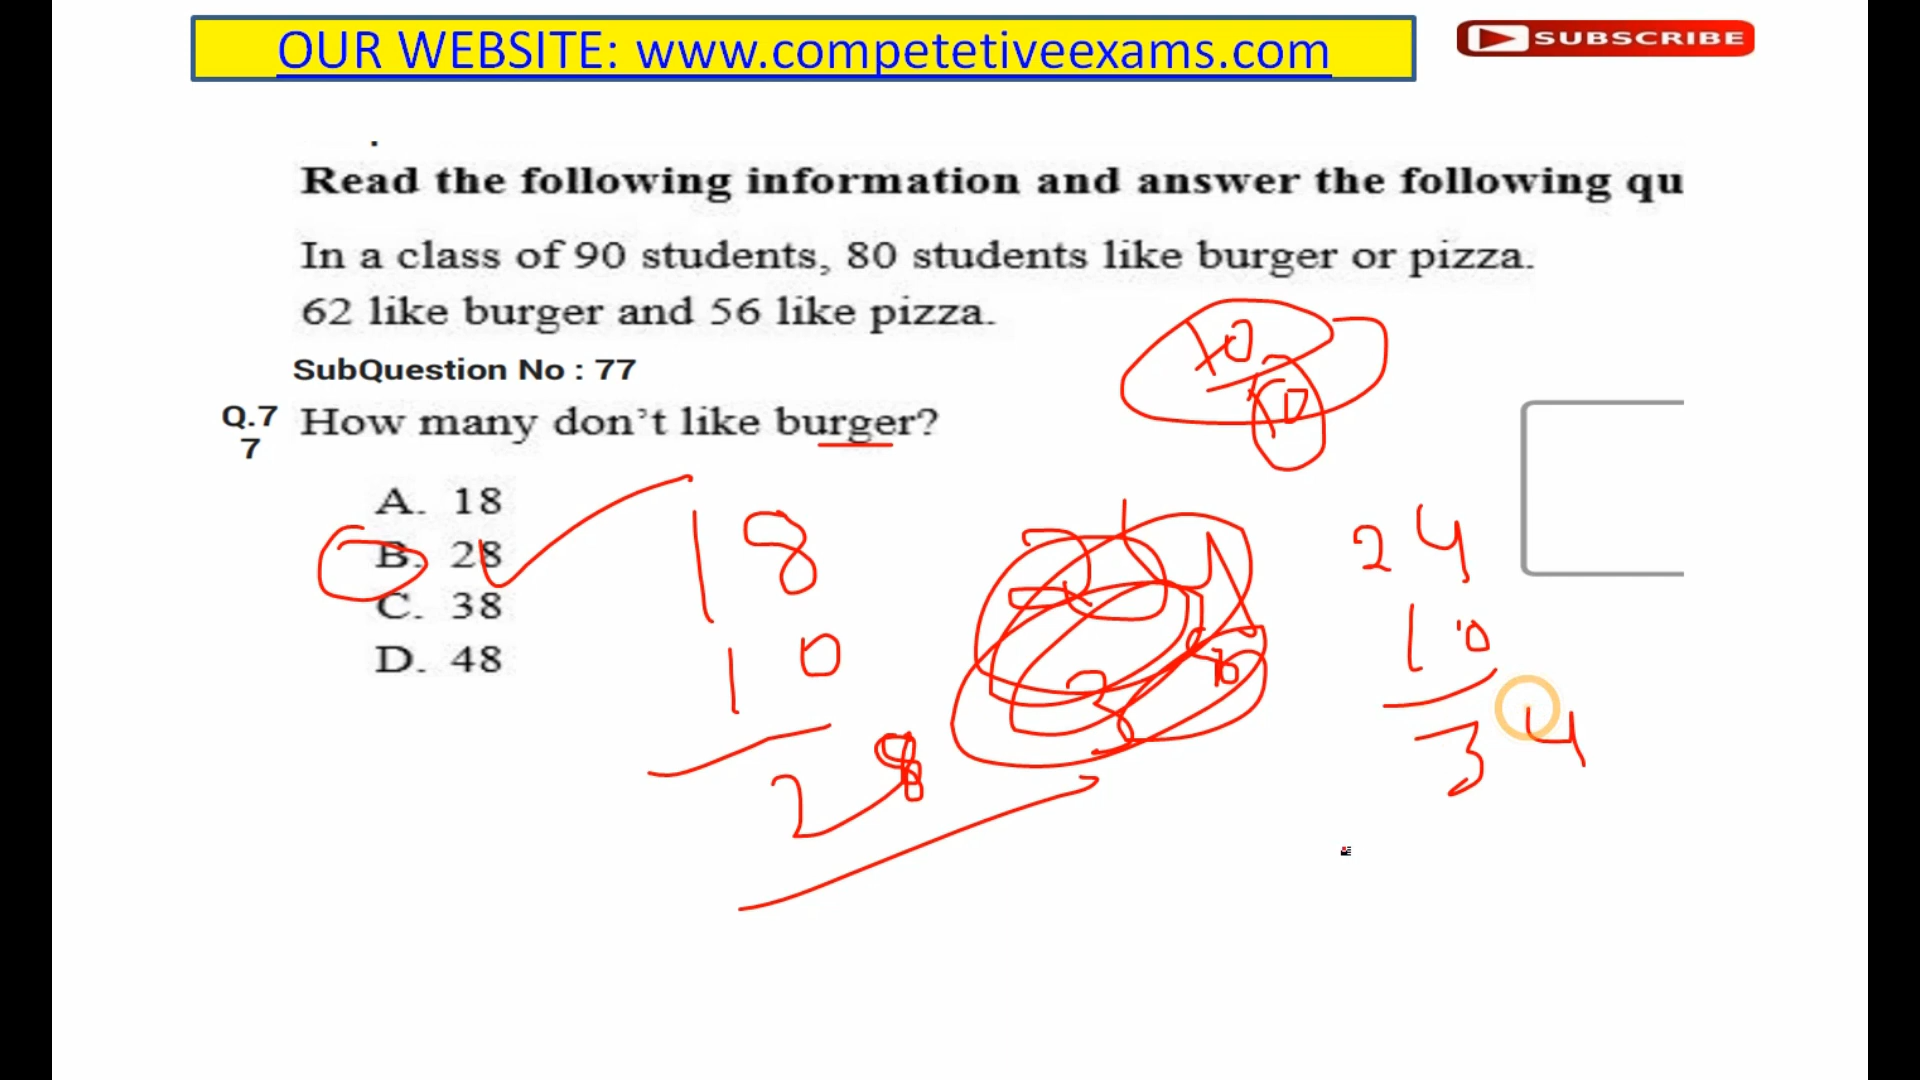 OUR WEBSITE: www.competetiveexams.com
SUBSCRIBE
Read the following information and answer the following qu
In a class of 90 students, 80 students like burger or pizza.
62 like burger and 56 like pizza.
SubQuestion No : 77
Q.7
7
How many don't like burger?
A. 18
B. 28
C. 38
D. 48
18
10
28
24
10
34